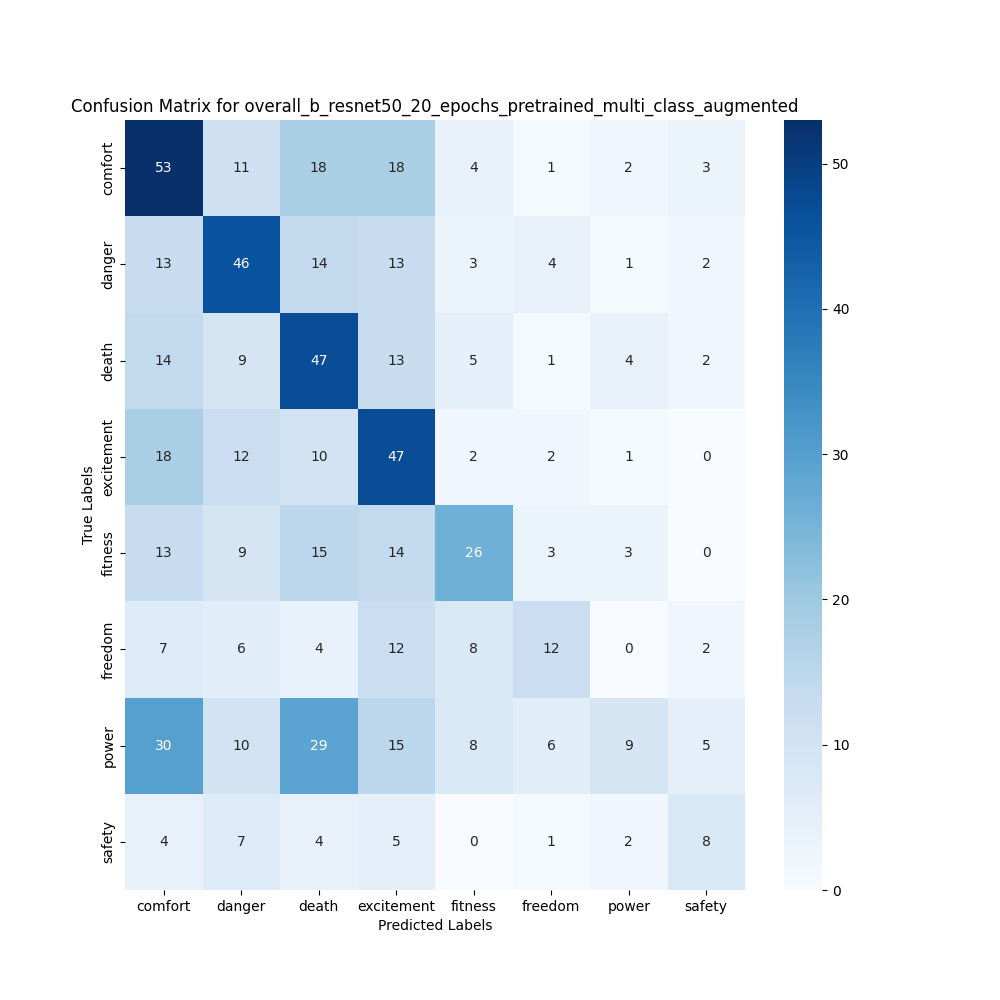 Confusion Matrix for overall_b_resnet50_20_epochs_pretrained_multi_class_augmented
True Labels
comfort 53 11 18 18 4 1 2 3
danger 13 46 14 13 3 4 1 2
death 14 9 47 13 5 1 4 2
excitement 18 12 10 47 2 2 1 0
fitness 13 9 15 14 26 3 3 0
freedom 7 6 4 12 8 12 0 2
power 30 10 29 15 8 6 9 5
safety 4 7 4 5 0 1 2 8
comfort danger death excitement fitness freedom power safety
Predicted Labels
50
40
30
20
10
0